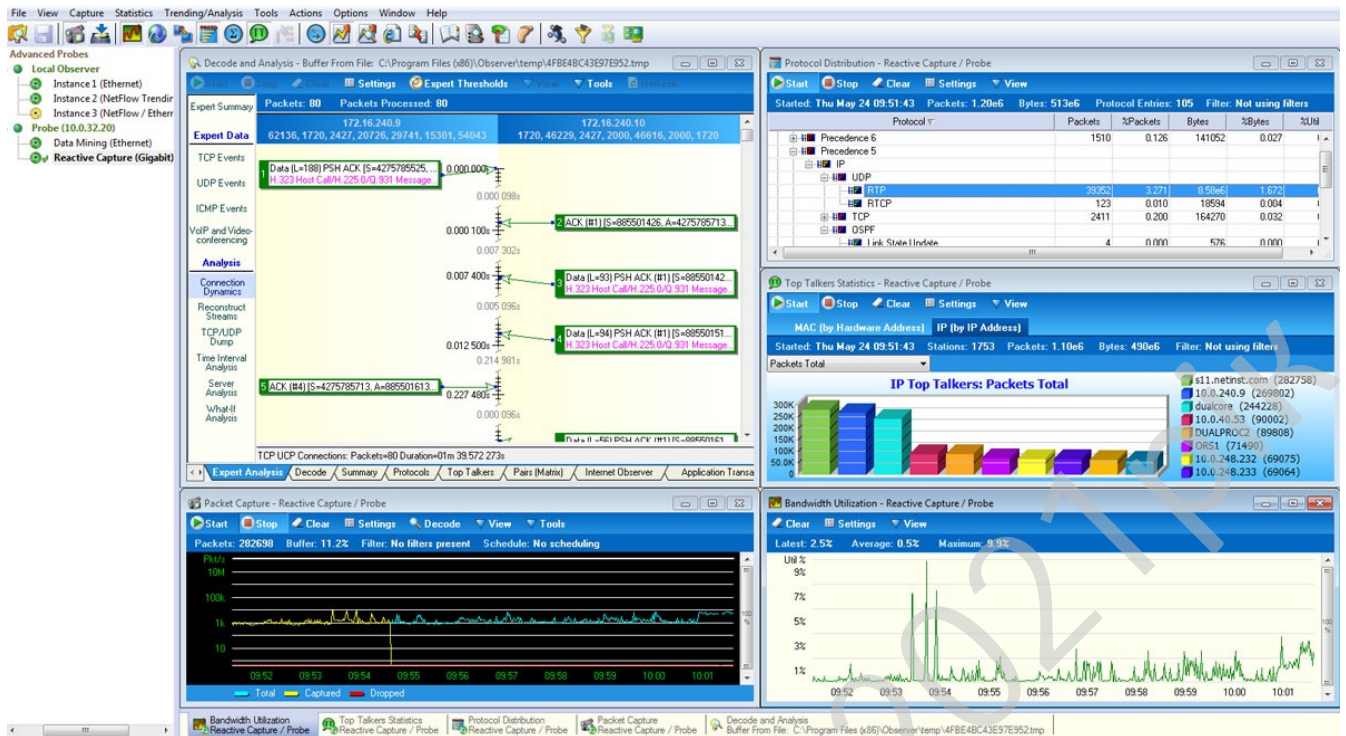 File View Capture Statistics Trending/Analysis Tools Actions Options Window Help
Advanced Probes
Local Observer
Instance 1 (Ethernet)
Instance 2 (NetFlow Trendin
Instance 3 (NetFlow / Ethern
Probe (10.0.32.20)
Data Mining (Ethernet)
Reactive Capture (Gigabit)
Decode and Analysis - Buffer From File: C:\Program Files (x86)\Observer\temp\4FBE4BC43E97E952.tmp
Start Stop Clear Settings Expert Thresholds View Tools Refresh
Expert Summary
Packets: 80 Packets Processed: 80
Expert Data
TCP Events
UDP Events
ICMP Events
VoIP and Video-conferencing
Analysis
Connection Dynamics
Reconstruct Streams
TCP/UDP Dump
Time Interval Analysis
Server Analysis
What-If Analysis
172.16.240.9
62136, 1720, 2427, 20726, 29741, 15301, 54043
172.16.240.10
1720, 46229, 2427, 2000, 46616, 2000, 1720
1 Data (L=188) PSH ACK [S=4275785525, ...
H.323 Host Call/H.225.0/Q.931 Message
0.000 000s
0.000 098s
0.000 100s
2 ACK (#1) [S=885501426, A=4275785713...
0.007 302s
0.007 400s
3 Data (L=93) PSH ACK (#1) [S=88550142...
H.323 Host Call/H.225.0/Q.931 Message
0.005 096s
0.012 500s
4 Data (L=94) PSH ACK (#1) [S=88550151...
H.323 Host Call/H.225.0/Q.931 Message
0.214 981s
5 ACK (#4) [S=4275785713, A=885501613...
0.227 480s
0.000 096s
Data (L=56) PSH ACK (#1) [S=88550161
TCP UCP Connections: Packets=80 Duration=01m 39.572 273s
Expert Analysis Decode Summary Protocols Top Talkers Pairs (Matrix) Internet Observer Application Transa
Protocol Distribution - Reactive Capture / Probe
Start Stop Clear Settings View
Started: Thu May 24 09:51:43 Packets: 1.20e6 Bytes: 513e6 Protocol Entries: 105 Filter: Not using filters
Protocol Packets %Packets Bytes %Bytes %Util
Precedence 6 1510 0.126 141052 0.027
Precedence 5
IP
UDP
RTP 39352 3.271 8.58e6 1.672
RTCP 123 0.010 18594 0.004
TCP 2411 0.200 164270 0.032
OSPF
Link State Update 4 0.000 576 0.000
Top Talkers Statistics - Reactive Capture / Probe
Start Stop Clear Settings View
MAC (by Hardware Address) IP (by IP Address)
Started: Thu May 24 09:51:43 Stations: 1753 Packets: 1.10e6 Bytes: 490e6 Filter: Not using filters
Packets Total
IP Top Talkers: Packets Total
300K
250K
200K
150K
100K
50.0K
0
s11.netinst.com (282758)
10.0.240.9 (269802)
dualcore (244228)
10.0.40.53 (90002)
DUALPROC2 (89808)
ORS1 (71490)
10.0.248.232 (69075)
10.0.248.233 (69064)
Packet Capture - Reactive Capture / Probe
Start Stop Clear Settings Decode View Tools
Packets: 282698 Buffer: 11.2% Filter: No filters present Schedule: No scheduling
Pkt/s
10M
100k
1k
10
100
%
09:52 09:53 09:54 09:55 09:56 09:57 09:58 09:59 10:00 10:01
Total Captured Dropped
Bandwidth Utilization - Reactive Capture / Probe
Clear Settings View
Latest: 2.5% Average: 0.5% Maximum: 9.9%
Util %
9%
7%
5%
3%
1%
100
%
09:52 09:53 09:54 09:55 09:56 09:57 09:58 09:59 10:00 10:01
Bandwidth Utilization
Reactive Capture / Probe
Top Talkers Statistics
Reactive Capture / Probe
Protocol Distribution
Reactive Capture / Probe
Packet Capture
Reactive Capture / Probe
Decode and Analysis
Buffer From File: C:\Program Files (x86)\Observer\temp\4FBE4BC43E97E952.tmp
2021pik